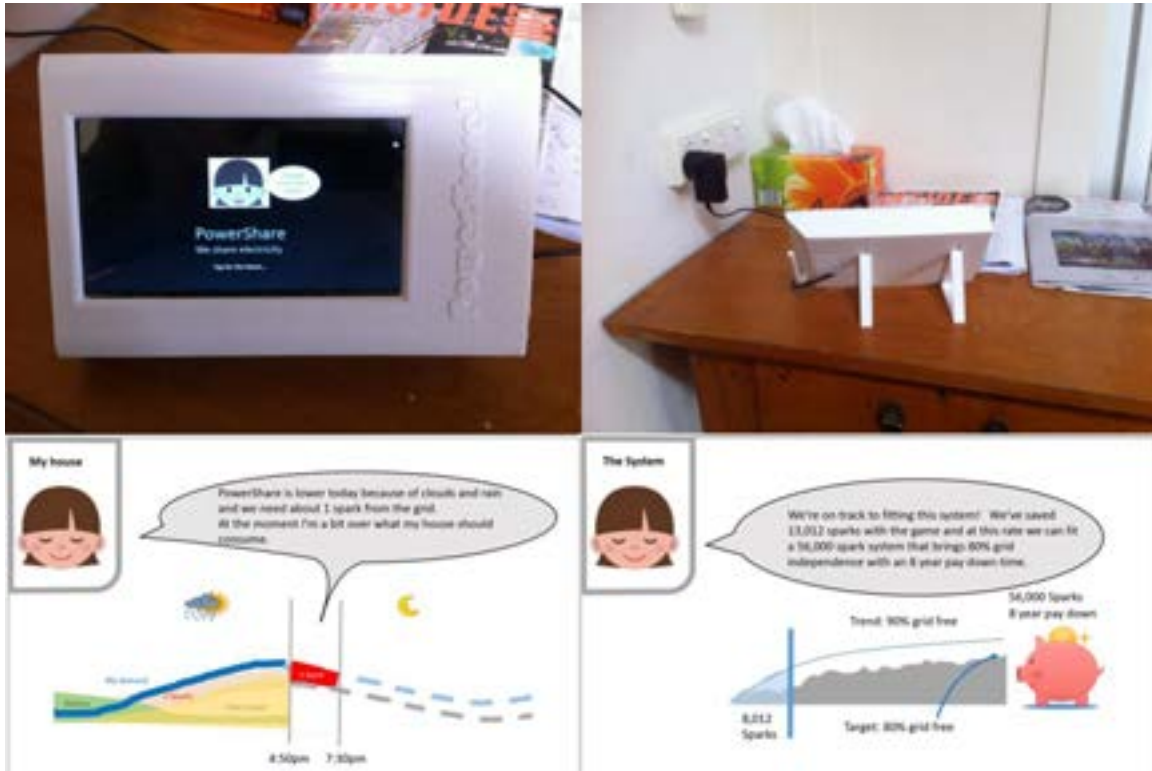 PowerShare
We share electricity
My house
PowerShare is lower today because of clouds and rain
and we need about 1 spark from the grid.
At the moment I'm a bit over what my house should
consume.
4:50pm
7:30pm
The System
We're on track to fitting this system! We've saved
13,012 sparks with the game and at this rate we can fit
a 56,000 spark system that brings 80% grid
independence with an 8 year pay down time.
56,000 Sparks
8 year pay down
Trend: 90% grid free
8,012
Sparks
Target: 80% grid free